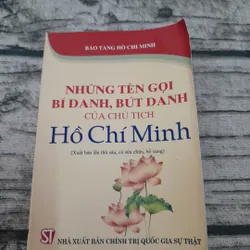 BẢO TÀNG HỒ CHÍ MINH
NHỮNG TÊN GỌI
BÍ DANH, BÚT DANH
CỦA CHỦ TỊCH
Hồ Chí Minh
(Xuất bản lần thứ sáu, có sửa chữa, bổ sung)
ST NHÀ XUẤT BẢN CHÍNH TRỊ QUỐC GIA SỰ THẬT